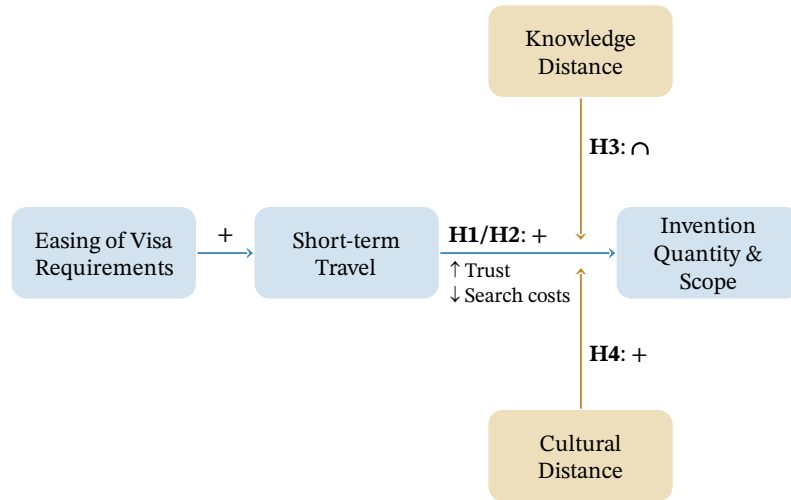 Knowledge
Distance
H3: ∩
Easing of Visa
Requirements
+
Short-term
Travel
H1/H2: +
↑ Trust
↓ Search costs
Invention
Quantity &
Scope
H4: +
Cultural
Distance